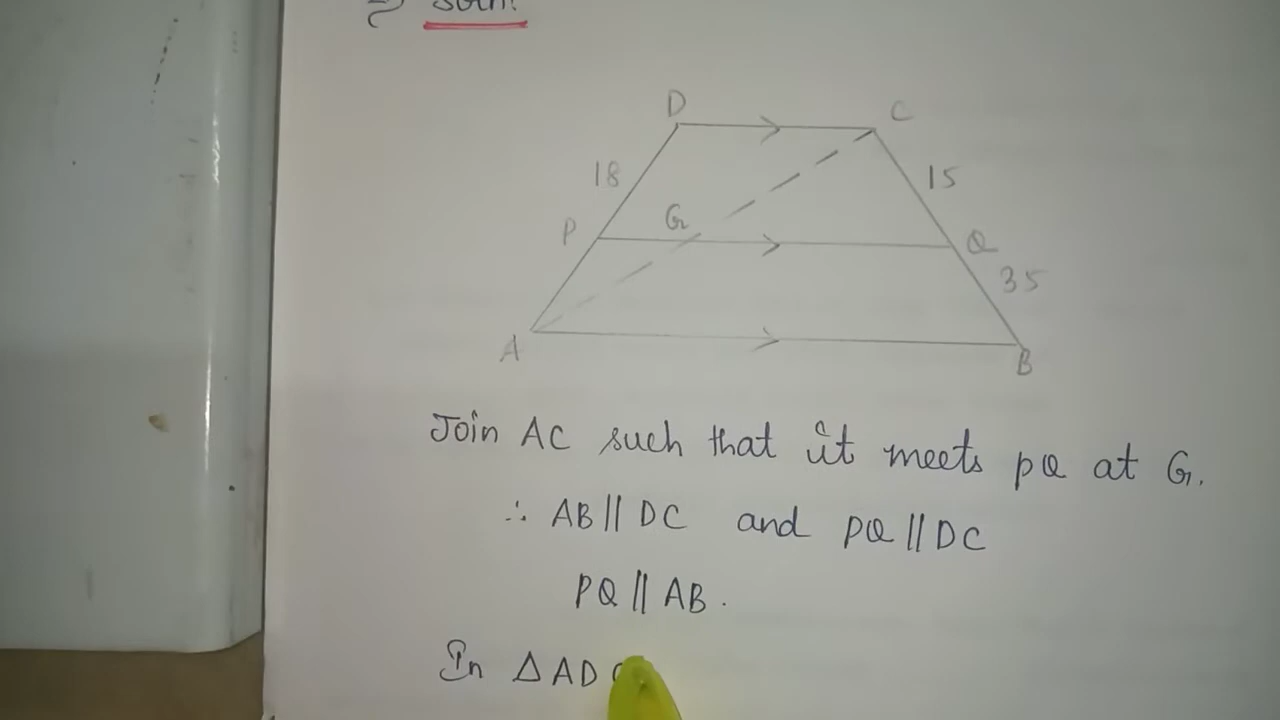 Soln:
D
C
18
15
P
G
Q
35
A
B
Join AC such that it meets PQ at G.
∴ AB || DC and PQ || DC
PQ || AB.
In △ AD